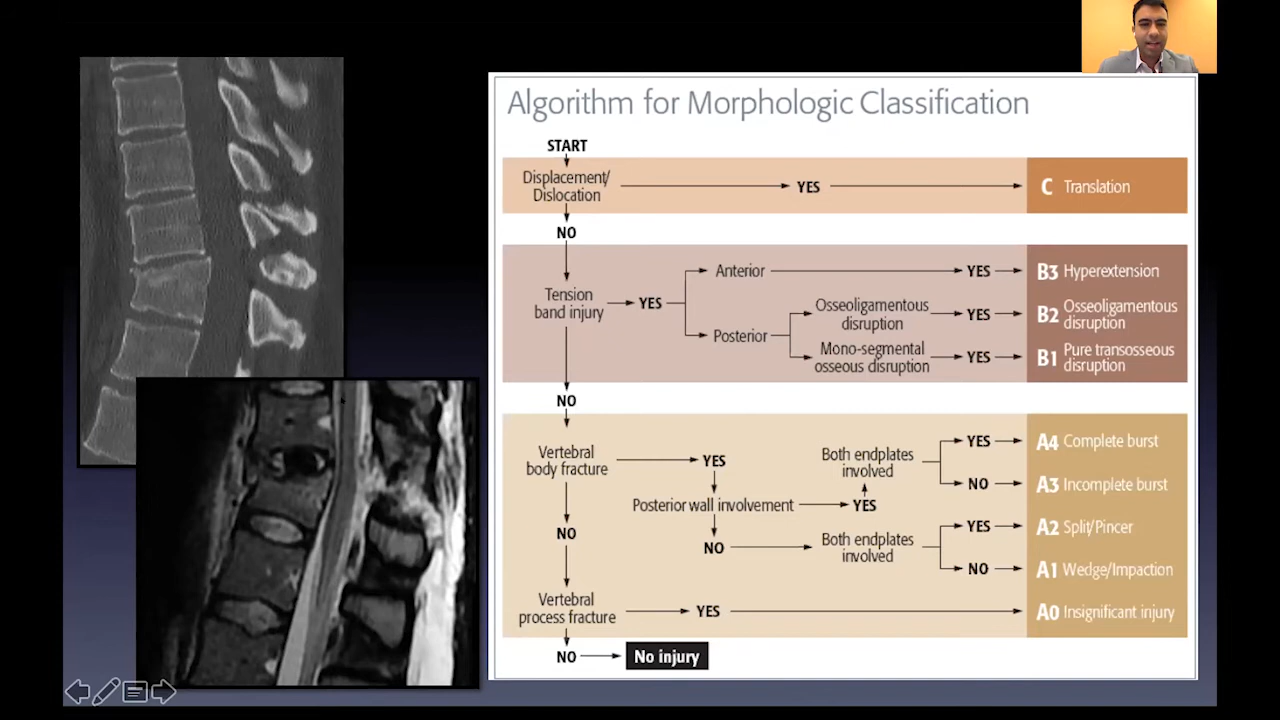 Algorithm for Morphologic Classification
START
Displacement/
Dislocation
YES
C Translation
NO
Tension
band injury
YES
Anterior
YES
B3 Hyperextension
Posterior
Osseoligamentous
disruption
YES
B2 Osseoligamentous
disruption
Mono-segmental
osseous disruption
YES
B1 Pure transosseous
disruption
NO
Vertebral
body fracture
YES
Posterior wall involvement
YES
Both endplates
involved
YES
A4 Complete burst
NO
A3 Incomplete burst
NO
Both endplates
involved
YES
A2 Split/Pincer
NO
A1 Wedge/Impaction
NO
Vertebral
process fracture
YES
A0 Insignificant injury
NO
No injury